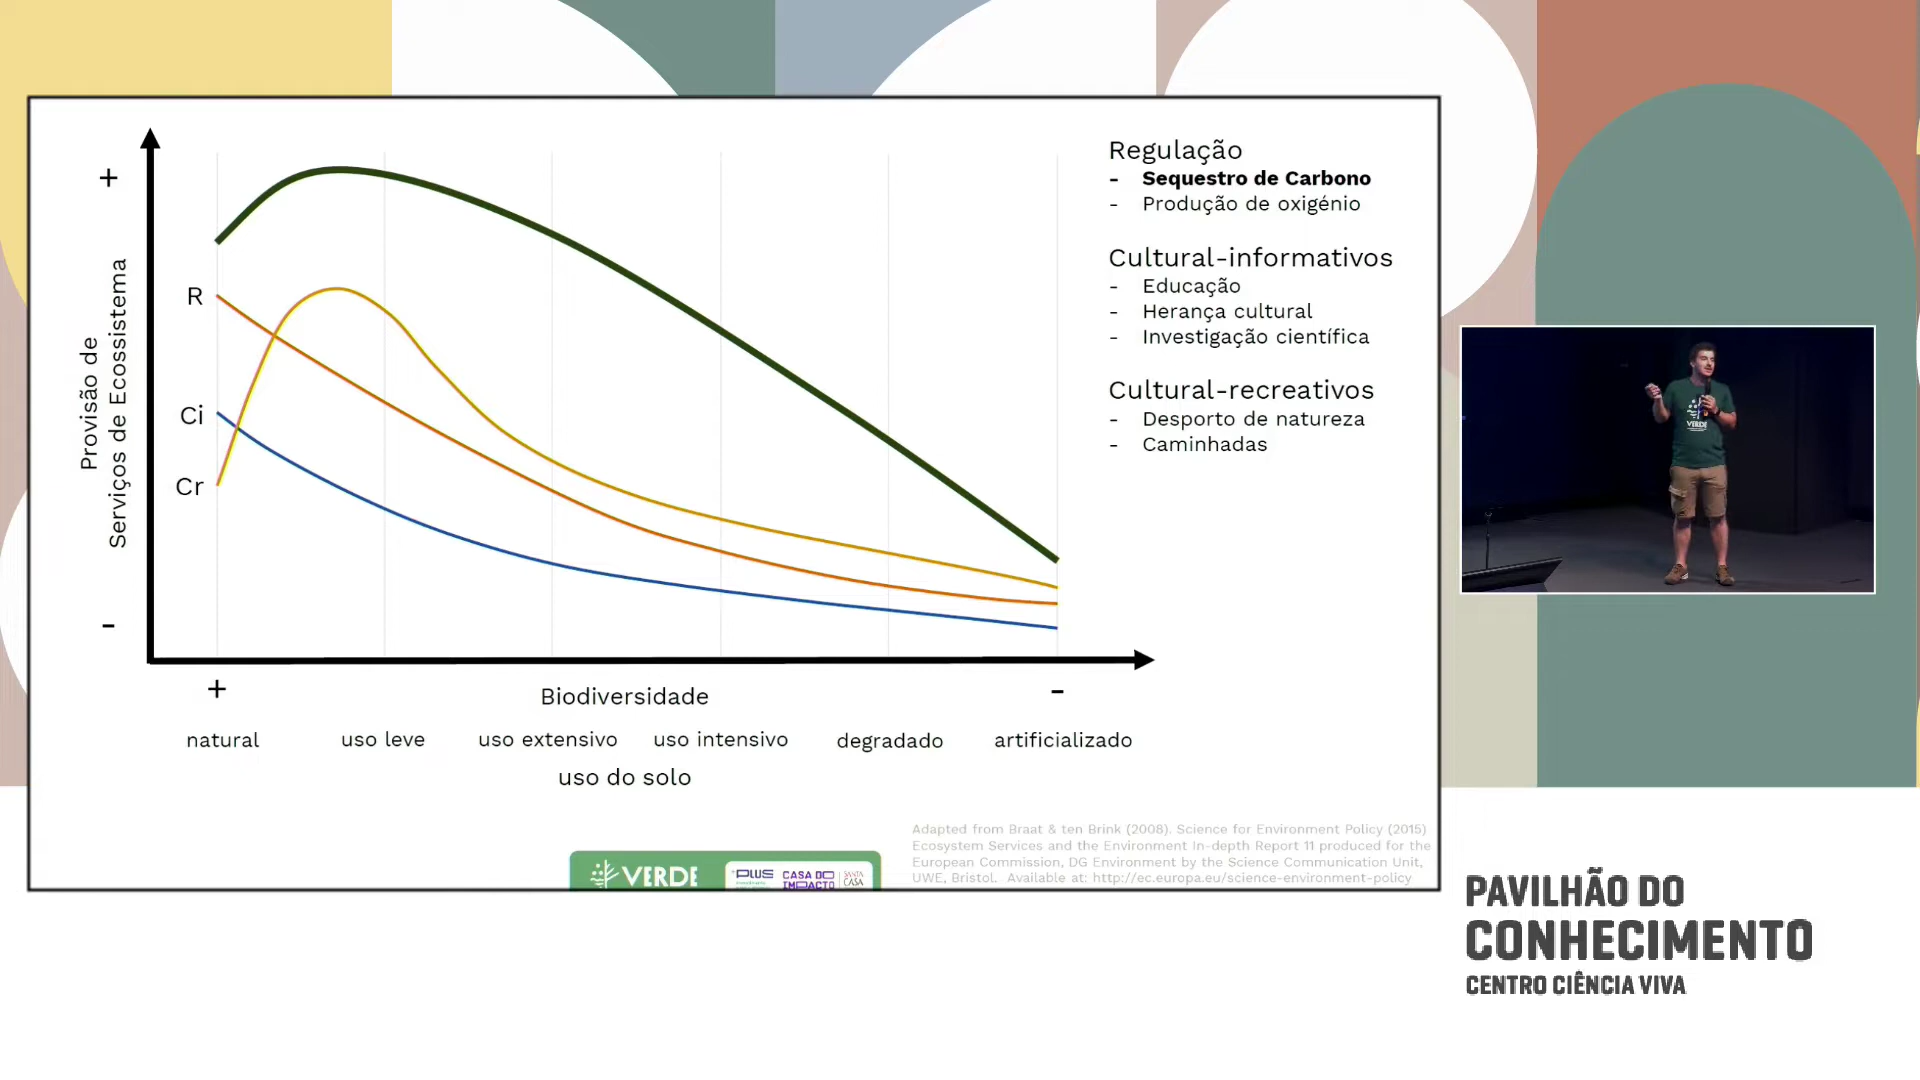 +
Provisão de
Serviços de Ecossistema
-
R
Ci
Cr
+
Biodiversidade
-
natural
uso leve
uso extensivo
uso intensivo
degradado
artificializado
uso do solo
Regulação
- Sequestro de Carbono
- Produção de oxigénio
Cultural-informativos
- Educação
- Herança cultural
- Investigação científica
Cultural-recreativos
- Desporto de natureza
- Caminhadas
Adapted from Braat & ten Brink (2008). Science for Environment Policy (2015)
Ecosystem Services and the Environment In-depth Report 11 produced for the
European Commission, DG Environment by the Science Communication Unit,
UWE, Bristol. Available at: http://ec.europa.eu/science-environment-policy
VERDE
PLUS
CASA DO
IMPACTO
SANTA
CASA
VERDE
PAVILHÃO DO
CONHECIMENTO
CENTRO CIÊNCIA VIVA